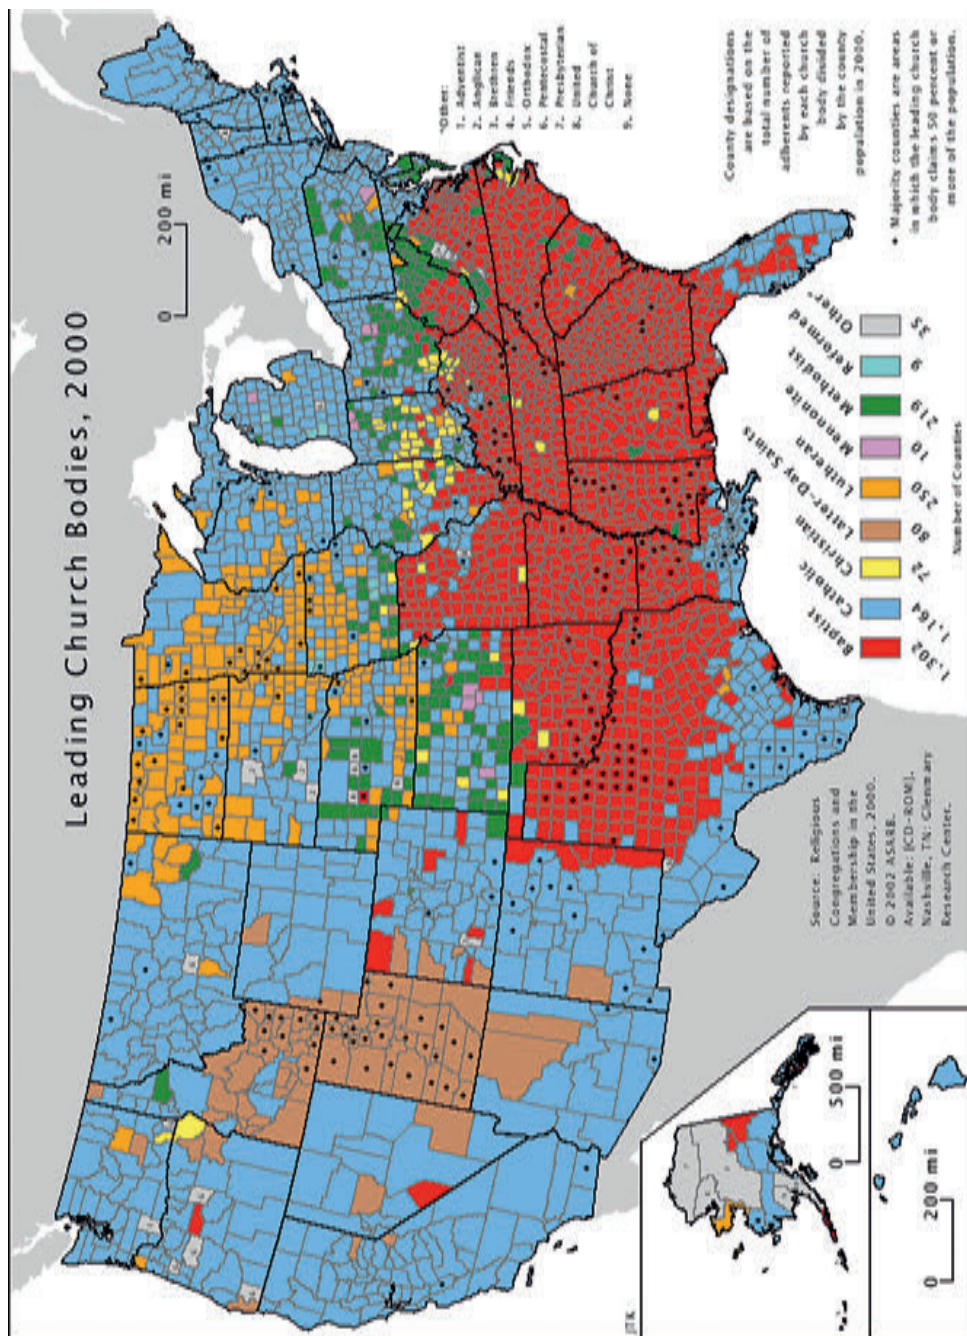 Leading Church Bodies, 2000
0 200 mi
*Other:
1. Adventist
2. Anglican
3. Brethren
4. Friends
5. Orthodox
6. Pentecostal
7. Presbyterian
8. United
Church of
Christ
9. None
County designations
are based on the
total number of
adherents reported
by each church
body divided
by the county
population in 2000.
• Majority counties are areas
in which the leading church
body claims 50 percent or
more of the population.
Baptist
Catholic
Christian
Latter-Day Saints
Lutheran
Mennonite
Methodist
Reformed
Other*
1,302
1,164
72
80
250
10
219
9
35
Number of Counties
Source: Religious
Congregations and
Membership in the
United States, 2000.
© 2002 ASARB.
Available: [CD-ROM].
Nashville, TN: Glenmary
Research Center.
JTK
0 500 mi
0 200 mi